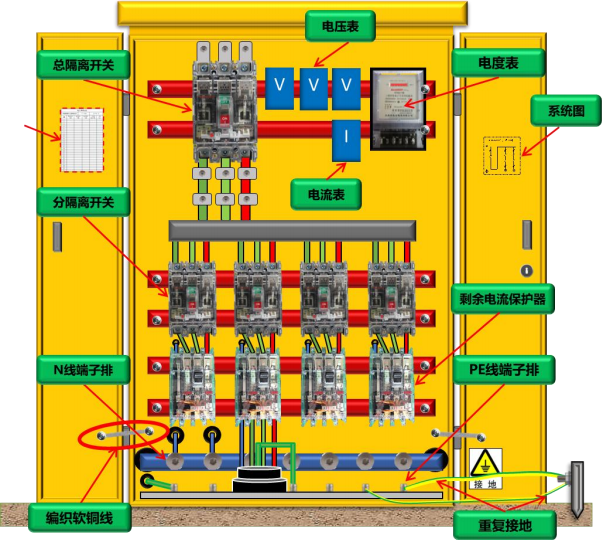 电压表
总隔离开关
电度表
V
V
V
系统图
I
电流表
分隔离开关
剩余电流保护器
N线端子排
PE线端子排
接 地
编织软铜线
重复接地